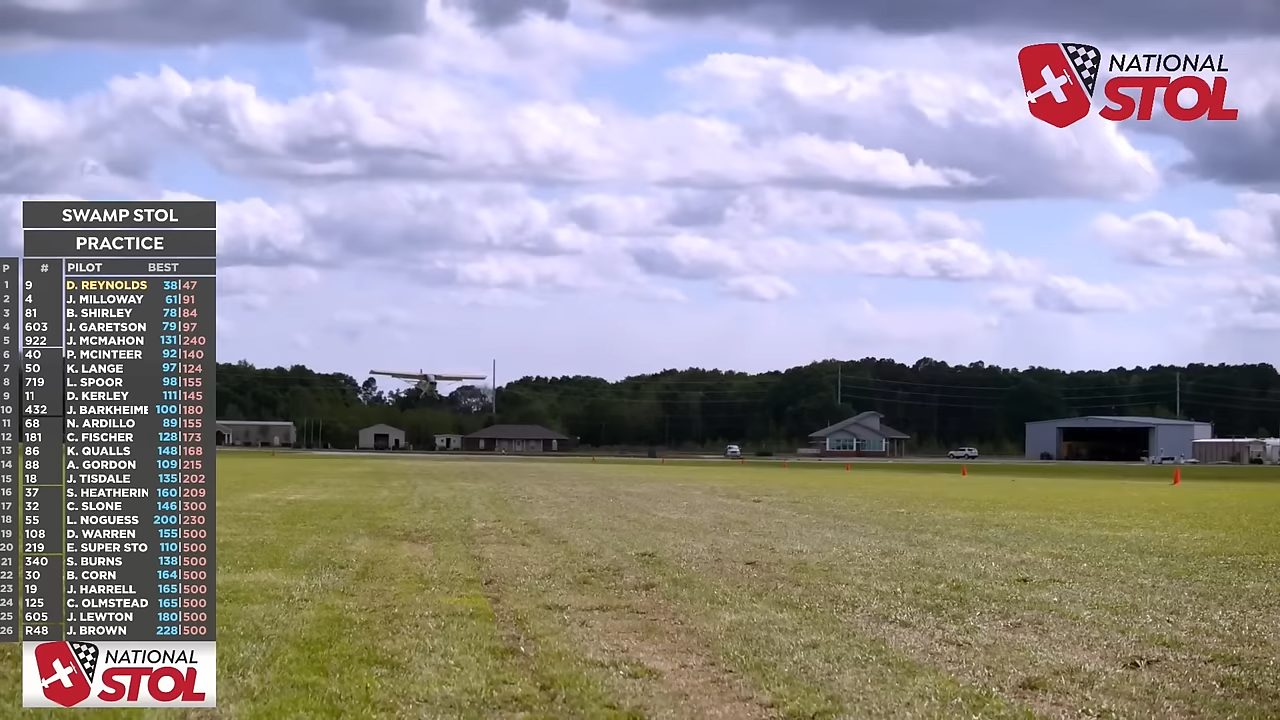 NATIONAL
STOL
SWAMP STOL
PRACTICE
P # PILOT BEST
1 9 D. REYNOLDS 38|47
2 4 J. MILLOWAY 61|91
3 81 B. SHIRLEY 78|84
4 603 J. GARETSON 79|97
5 922 J. MCMAHON 131|240
6 40 P. MCINTEER 92|140
7 50 K. LANGE 97|124
8 719 L. SPOOR 98|155
9 11 D. KERLEY 111|145
10 432 J. BARKHEIME 100|180
11 68 N. ARDILLO 89|155
12 181 C. FISCHER 128|173
13 86 K. QUALLS 148|168
14 88 A. GORDON 109|215
15 18 J. TISDALE 135|202
16 37 S. HEATHERIN 160|209
17 32 C. SLONE 146|300
18 55 L. NOGUESS 200|230
19 108 D. WARREN 155|500
20 219 E. SUPER STO 110|500
21 340 S. BURNS 138|500
22 30 B. CORN 164|500
23 19 J. HARRELL 165|500
24 125 C. OLMSTEAD 165|500
25 605 J. LEWTON 180|500
26 R48 J. BROWN 228|500
NATIONAL
STOL